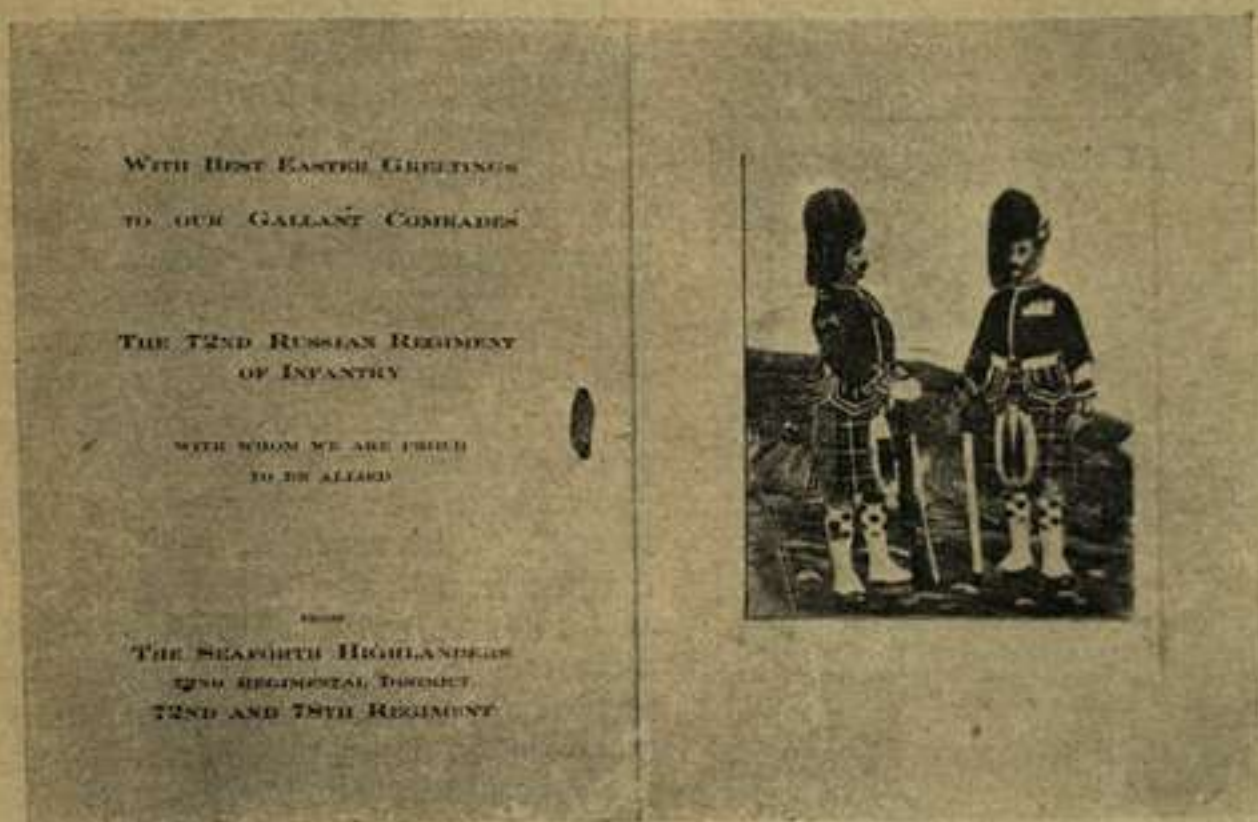 WITH BEST EASTER GREETINGS
TO OUR GALLANT COMRADES
THE 72ND RUSSIAN REGIMENT
OF INFANTRY
WITH WHOM WE ARE PROUD
TO BE ALLIED
FROM
THE SEAFORTH HIGHLANDERS
72ND REGIMENTAL DISTRICT
72ND AND 78TH REGIMENT